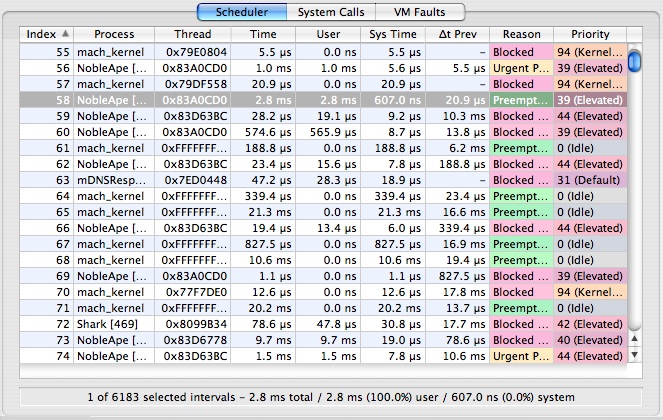 Scheduler System Calls VM Faults
Index Process Thread Time User Sys Time Δt Prev Reason Priority
55 mach_kernel 0x79E0804 5.5 µs 0.0 ns 5.5 µs – Blocked 94 (Kernel...
56 NobleApe [... 0x83A0CD0 1.0 ms 1.0 ms 5.6 µs 5.5 µs Urgent P... 39 (Elevated)
57 mach_kernel 0x79DF558 20.9 µs 0.0 ns 20.9 µs – Blocked 94 (Kernel...
58 NobleApe [... 0x83A0CD0 2.8 ms 2.8 ms 607.0 ns 20.9 µs Preempt... 39 (Elevated)
59 NobleApe [... 0x83D63BC 28.2 µs 19.1 µs 9.2 µs 10.3 ms Blocked ... 44 (Elevated)
60 NobleApe [... 0x83A0CD0 574.6 µs 565.9 µs 8.7 µs 13.8 µs Blocked ... 39 (Elevated)
61 mach_kernel 0xFFFFFFF... 188.8 µs 0.0 ns 188.8 µs 6.2 ms Preempt... 0 (Idle)
62 NobleApe [... 0x83D63BC 23.4 µs 15.6 µs 7.8 µs 188.8 µs Blocked ... 44 (Elevated)
63 mDNSResp... 0x7ED0448 47.2 µs 28.3 µs 18.9 µs – Blocked ... 31 (Default)
64 mach_kernel 0xFFFFFFF... 339.4 µs 0.0 ns 339.4 µs 23.4 µs Preempt... 0 (Idle)
65 mach_kernel 0xFFFFFFF... 21.3 ms 0.0 ns 21.3 ms 16.6 ms Preempt... 0 (Idle)
66 NobleApe [... 0x83D63BC 19.4 µs 13.4 µs 6.0 µs 339.4 µs Blocked ... 44 (Elevated)
67 mach_kernel 0xFFFFFFF... 827.5 µs 0.0 ns 827.5 µs 16.9 ms Preempt... 0 (Idle)
68 mach_kernel 0xFFFFFFF... 10.6 ms 0.0 ns 10.6 ms 19.4 µs Preempt... 0 (Idle)
69 NobleApe [... 0x83A0CD0 1.1 µs 0.0 ns 1.1 µs 827.5 µs Blocked ... 39 (Elevated)
70 mach_kernel 0x77F7DE0 12.6 µs 0.0 ns 12.6 µs 17.8 ms Blocked 94 (Kernel...
71 mach_kernel 0xFFFFFFF... 20.2 ms 0.0 ns 20.2 ms 13.7 µs Preempt... 0 (Idle)
72 Shark [469] 0x8099B34 78.6 µs 47.8 µs 30.8 µs 17.7 ms Blocked ... 42 (Elevated)
73 NobleApe [... 0x83D6778 9.7 ms 9.7 ms 19.0 µs 78.6 µs Blocked ... 40 (Elevated)
74 NobleApe [... 0x83D63BC 1.5 ms 1.5 ms 7.8 µs 10.6 ms Urgent P... 44 (Elevated)
1 of 6183 selected intervals – 2.8 ms total / 2.8 ms (100.0%) user / 607.0 ns (0.0%) system